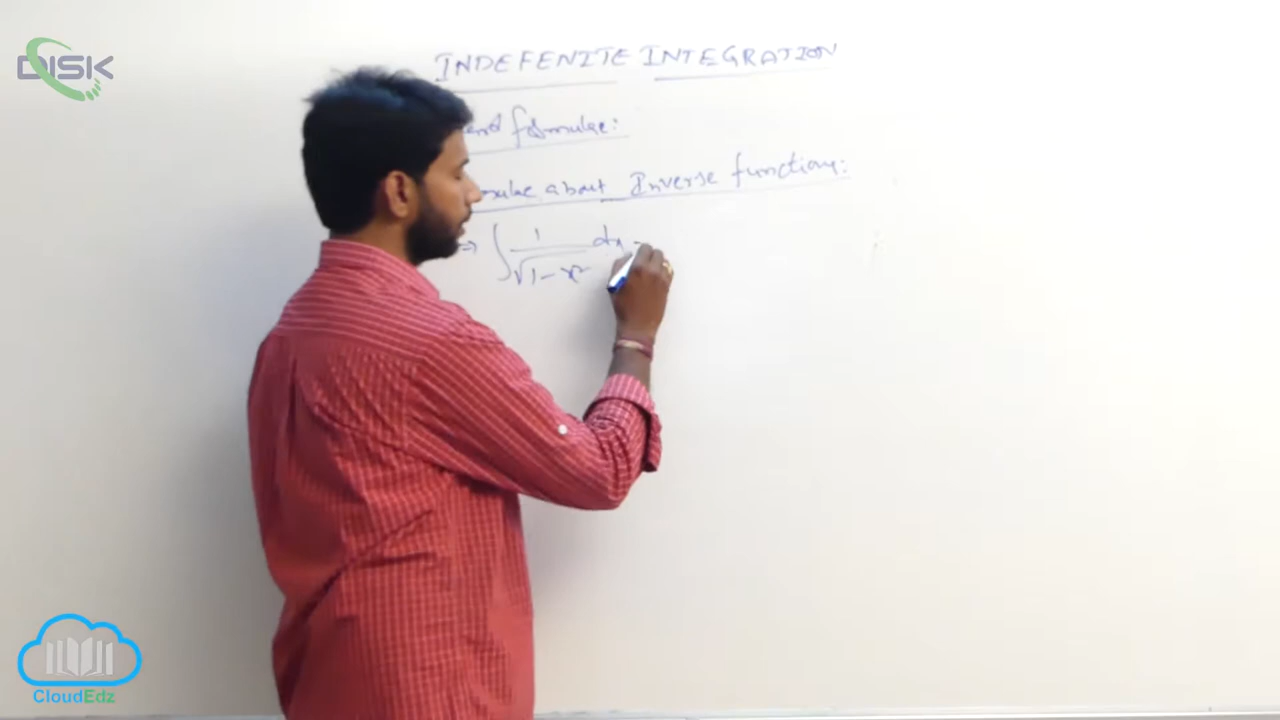 DISK
INDEFENITE INTEGRATION
formulae:
about Inverse function:
⇒ ∫ 1/√1-x² dx =
CloudEdz